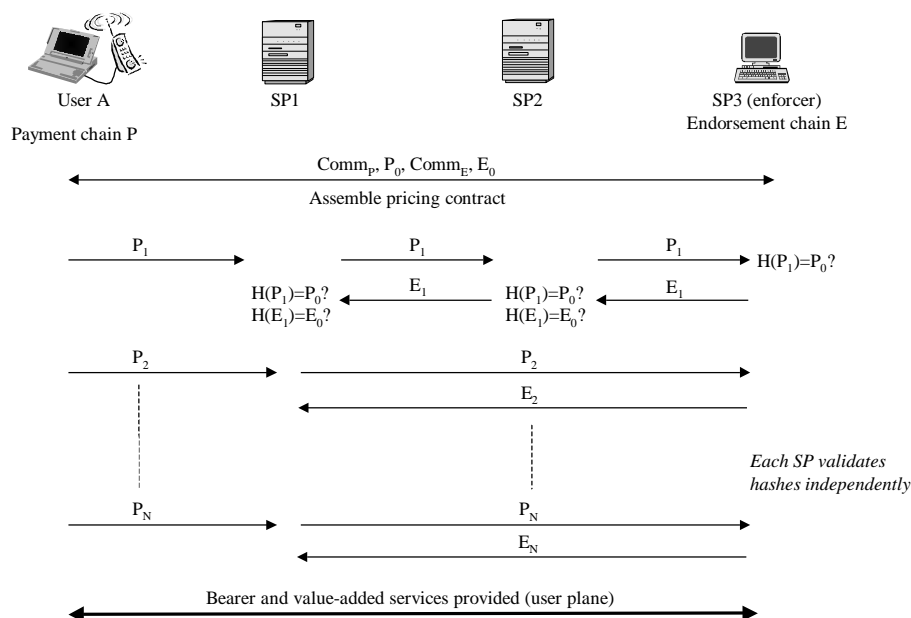 User A
SP1
SP2
SP3 (enforcer)
Endorsement chain E
Payment chain P
Comm_P, P_0, Comm_E, E_0
Assemble pricing contract
P_1
P_1
P_1
H(P_1)=P_0?
E_1
E_1
H(P_1)=P_0?
H(E_1)=E_0?
H(P_1)=P_0?
H(E_1)=E_0?
P_2
P_2
E_2
Each SP validates
hashes independently
P_N
P_N
E_N
Bearer and value-added services provided (user plane)